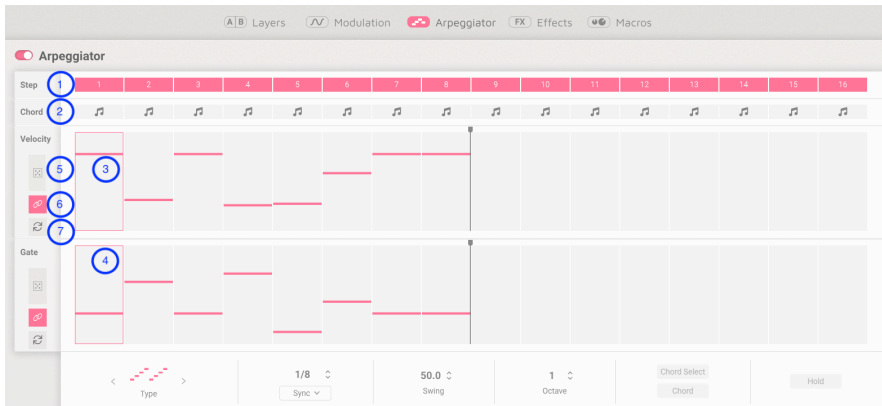 A|B Layers Modulation Arpeggiator FX Effects Macros
Arpeggiator
Step 1 1 2 3 4 5 6 7 8 9 10 11 12 13 14 15 16
Chord 2
Velocity
3
5
6
7
Gate
4
1/8 50.0 1 Chord Select
Type Sync Swing Octave Chord Hold